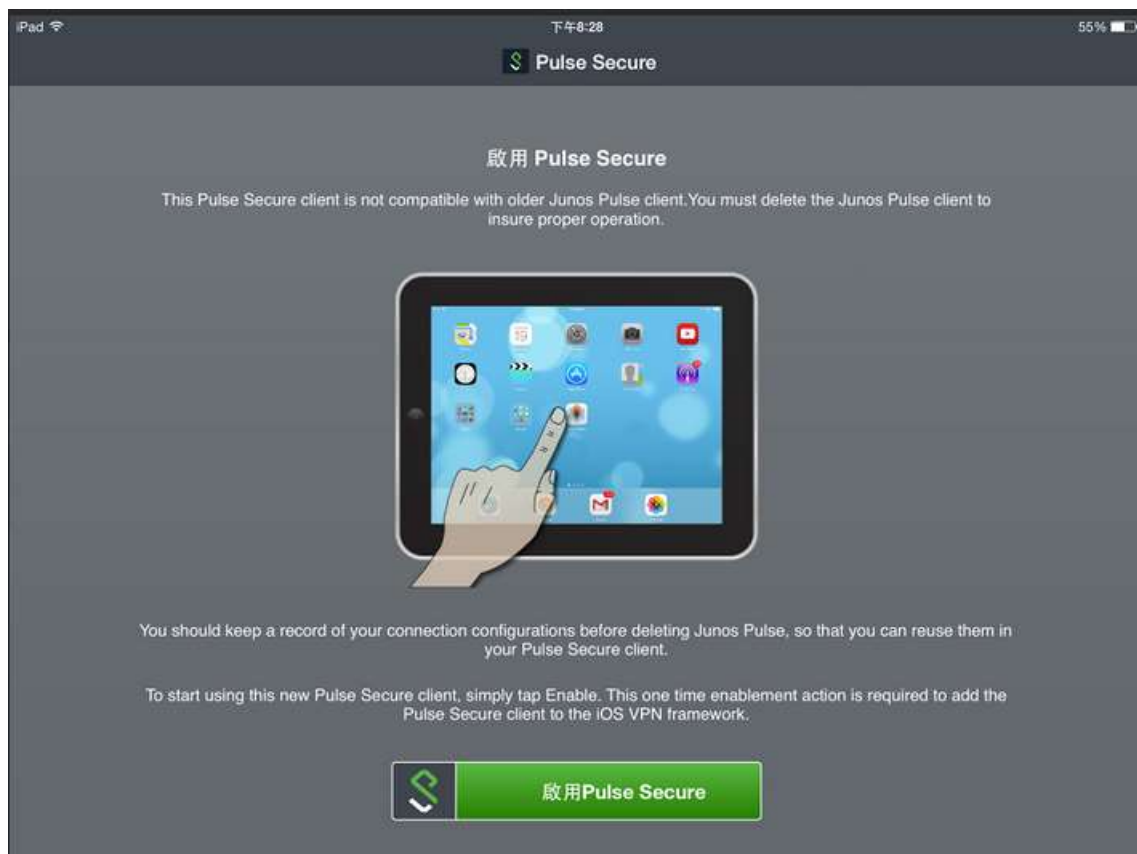 iPad 下午8:28 55%
Pulse Secure
啟用 Pulse Secure
This Pulse Secure client is not compatible with older Junos Pulse client.You must delete the Junos Pulse client to
insure proper operation.
You should keep a record of your connection configurations before deleting Junos Pulse, so that you can reuse them in
your Pulse Secure client.
To start using this new Pulse Secure client, simply tap Enable. This one time enablement action is required to add the
Pulse Secure client to the iOS VPN framework.
啟用Pulse Secure